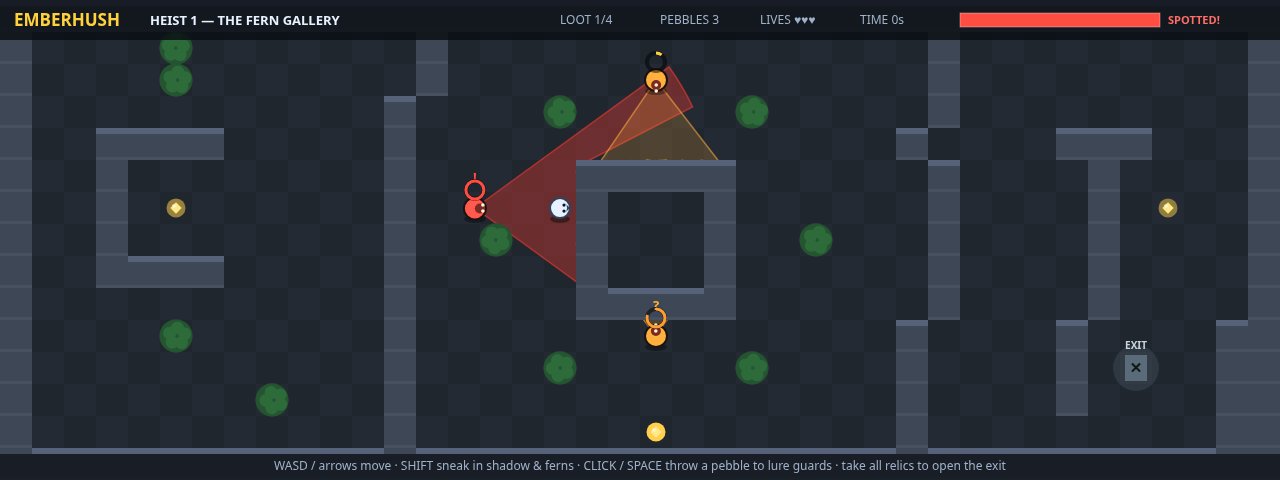 EMBERHUSH HEIST 1 — THE FERN GALLERY LOOT 1/4 PEBBLES 3 LIVES ♥♥♥ TIME 0s SPOTTED!
!
?
EXIT
WASD / arrows move · SHIFT sneak in shadow & ferns · CLICK / SPACE throw a pebble to lure guards · take all relics to open the exit